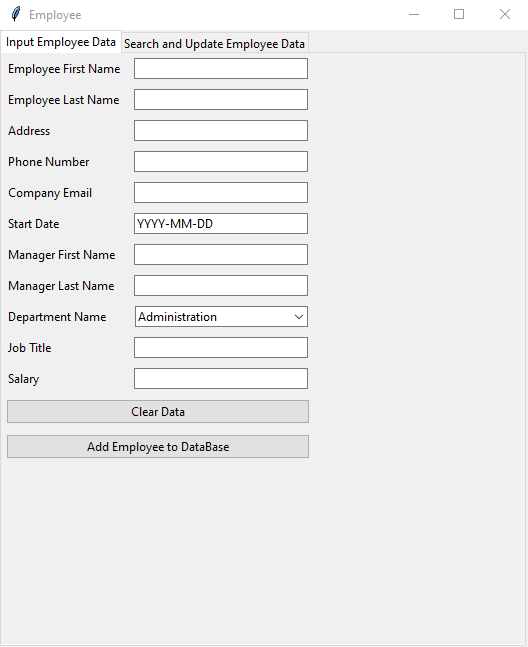 Employee
Input Employee Data Search and Update Employee Data
Employee First Name
Employee Last Name
Address
Phone Number
Company Email
Start Date YYYY-MM-DD
Manager First Name
Manager Last Name
Department Name Administration
Job Title
Salary
Clear Data
Add Employee to DataBase